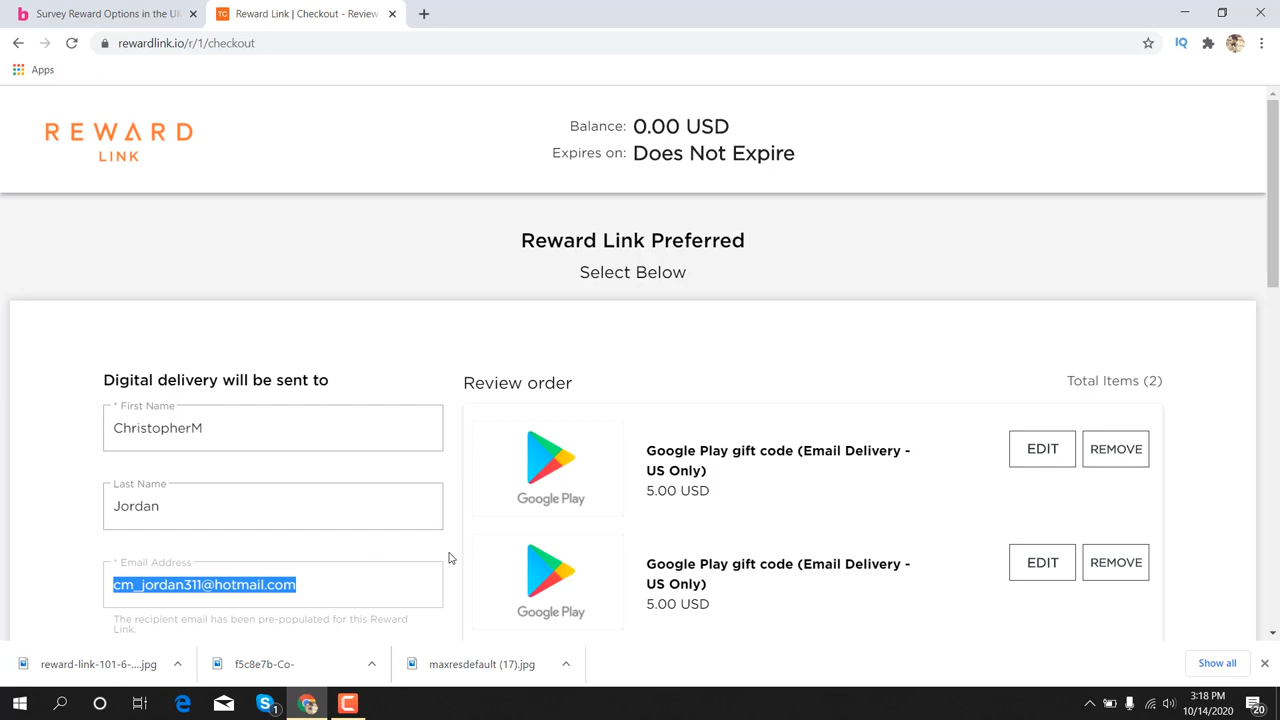 Survey Reward Options in the U
Reward Link | Checkout - Review
rewardlink.io/r/1/checkout
IQ
Apps
REWARD
LINK
Balance: 0.00 USD
Expires on: Does Not Expire
Reward Link Preferred
Select Below
Digital delivery will be sent to
* First Name
ChristopherM
Last Name
Jordan
* Email Address
cm_jordan311@hotmail.com
The recipient email has been pre-populated for this Reward
Link.
Review order
Total Items (2)
Google Play
Google Play gift code (Email Delivery -
US Only)
5.00 USD
EDIT
REMOVE
Google Play
Google Play gift code (Email Delivery -
US Only)
5.00 USD
EDIT
REMOVE
reward-link-101-6-....jpg
f5c8e7b-Co-
maxresdefault (17).jpg
Show all
1
3:18 PM
10/14/2020
20